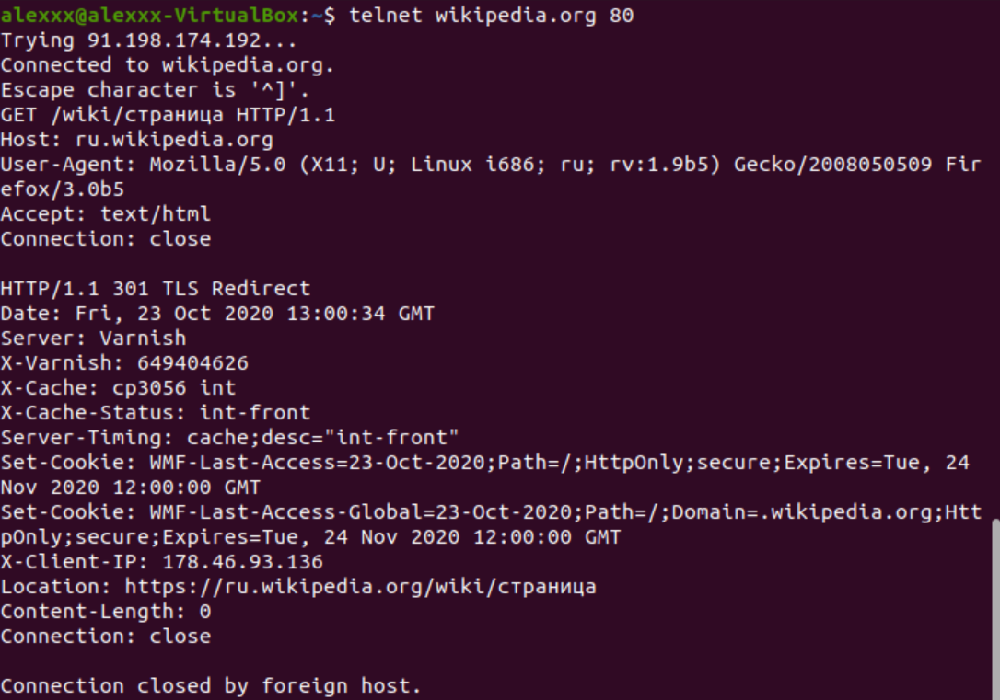 alexxx@alexxx-VirtualBox:~$ telnet wikipedia.org 80
Trying 91.198.174.192...
Connected to wikipedia.org.
Escape character is '^]'.
GET /wiki/страница HTTP/1.1
Host: ru.wikipedia.org
User-Agent: Mozilla/5.0 (X11; U; Linux i686; ru; rv:1.9b5) Gecko/2008050509 Fir
efox/3.0b5
Accept: text/html
Connection: close

HTTP/1.1 301 TLS Redirect
Date: Fri, 23 Oct 2020 13:00:34 GMT
Server: Varnish
X-Varnish: 649404626
X-Cache: cp3056 int
X-Cache-Status: int-front
Server-Timing: cache;desc="int-front"
Set-Cookie: WMF-Last-Access=23-Oct-2020;Path=/;HttpOnly;secure;Expires=Tue, 24
Nov 2020 12:00:00 GMT
Set-Cookie: WMF-Last-Access-Global=23-Oct-2020;Path=/;Domain=.wikipedia.org;Htt
pOnly;secure;Expires=Tue, 24 Nov 2020 12:00:00 GMT
X-Client-IP: 178.46.93.136
Location: https://ru.wikipedia.org/wiki/страница
Content-Length: 0
Connection: close

Connection closed by foreign host.